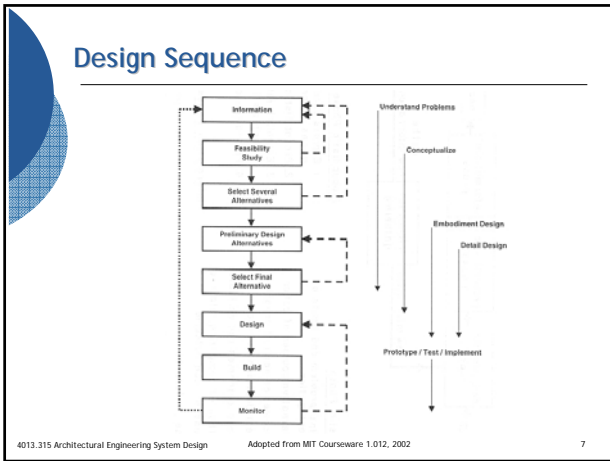 Design Sequence
Information
Feasibility
Study
Select Several
Alternatives
Preliminary Design
Alternatives
Select Final
Alternative
Design
Build
Monitor
Understand Problems
Conceptualize
Embodiment Design
Detail Design
Prototype / Test / Implement
4013.315 Architectural Engineering System Design
Adopted from MIT Courseware 1.012, 2002
7